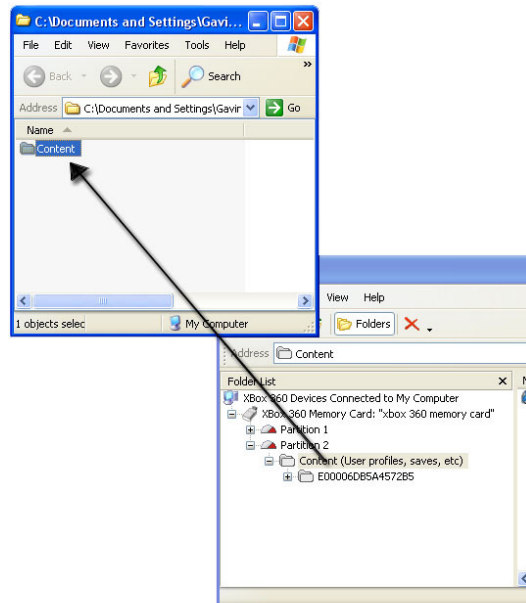 C:\Documents and Settings\Gavi...
File Edit View Favorites Tools Help
Back Search »
Address C:\Documents and Settings\Gavir Go
Name
Content
1 objects selec My Computer
View Help
Folders
Address Content
Folder List x
XBox 360 Devices Connected to My Computer
XBox 360 Memory Card: "xbox 360 memory card"
Partition 1
Partition 2
Content (User profiles, saves, etc)
E00006DB5A4572B5